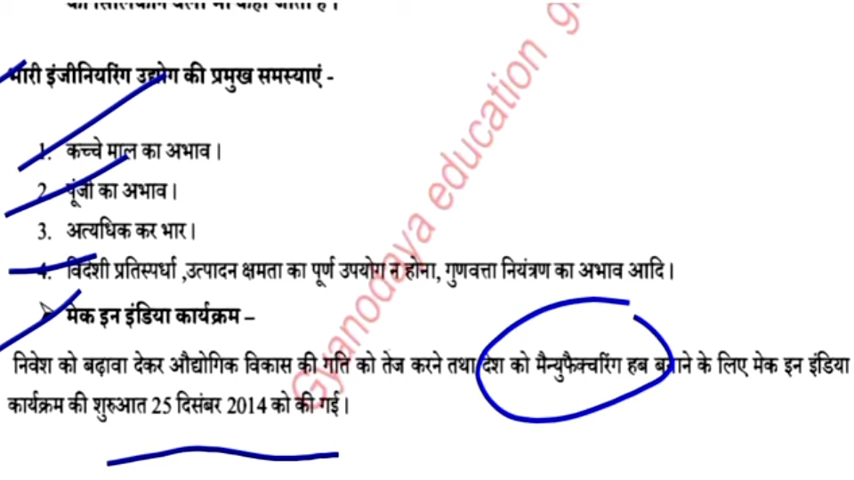 को सिलिकॉन वैली भी कहा जाता है।
भारी इंजीनियरिंग उद्योग की प्रमुख समस्याएं -
1. कच्चे माल का अभाव।
2. पूंजी का अभाव।
3. अत्यधिक कर भार।
4. विदेशी प्रतिस्पर्धा ,उत्पादन क्षमता का पूर्ण उपयोग न होना, गुणवत्ता नियंत्रण का अभाव आदि।
➢ मेक इन इंडिया कार्यक्रम –
निवेश को बढ़ावा देकर औद्योगिक विकास की गति को तेज करने तथा देश को मैन्युफैक्चरिंग हब बनाने के लिए मेक इन इंडिया
कार्यक्रम की शुरुआत 25 दिसंबर 2014 को की गई।
Gyanodaya education